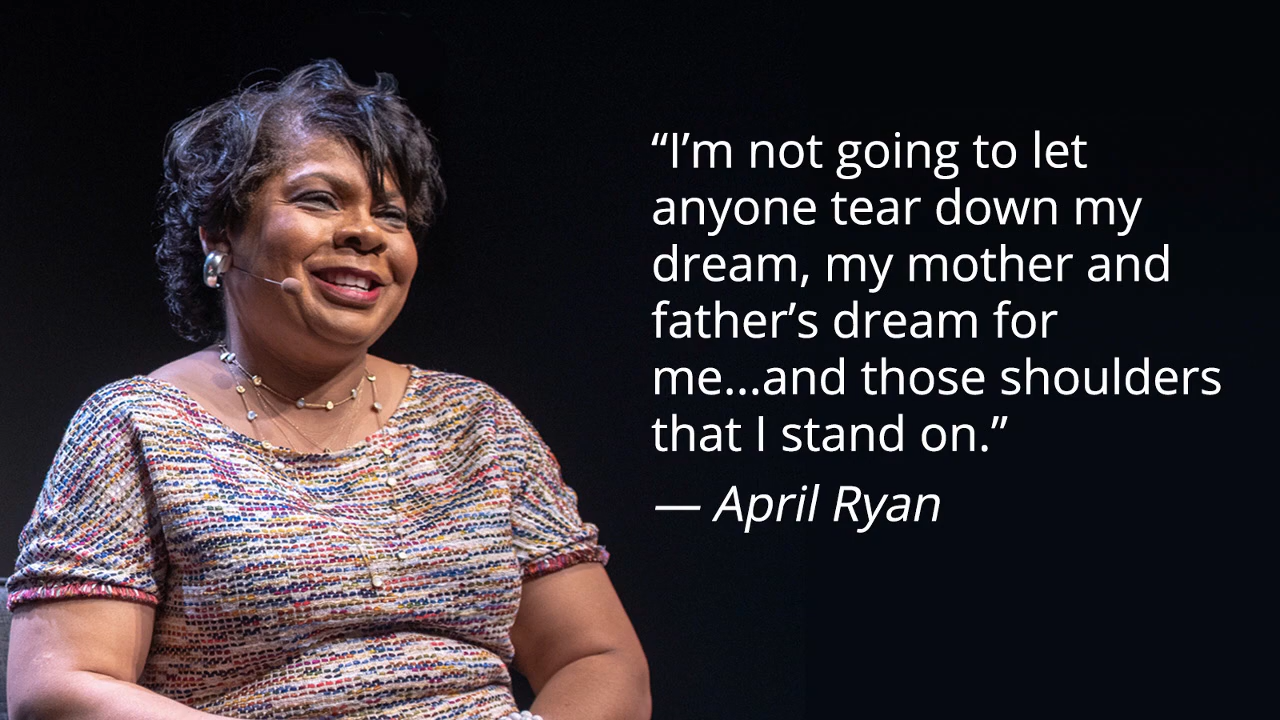 “I’m not going to let
anyone tear down my
dream, my mother and
father’s dream for
me...and those shoulders
that I stand on.”
— April Ryan